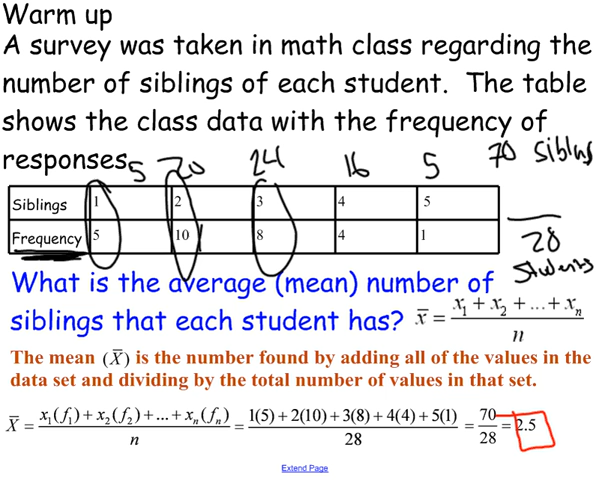 Warm up
A survey was taken in math class regarding the
number of siblings of each student. The table
shows the class data with the frequency of
responses.
5 20 24 16 5 70 siblings
Siblings 1 2 3 4 5
Frequency 5 10 8 4 1
28
students
What is the average (mean) number of
siblings that each student has? x̄ = (x₁ + x₂ + ... + xₙ) / n
The mean (X̄) is the number found by adding all of the values in the
data set and dividing by the total number of values in that set.
X̄ = (x₁(f₁) + x₂(f₂) + ... + xₙ(fₙ)) / n = (1(5) + 2(10) + 3(8) + 4(4) + 5(1)) / 28 = 70/28 = 2.5
Extend Page